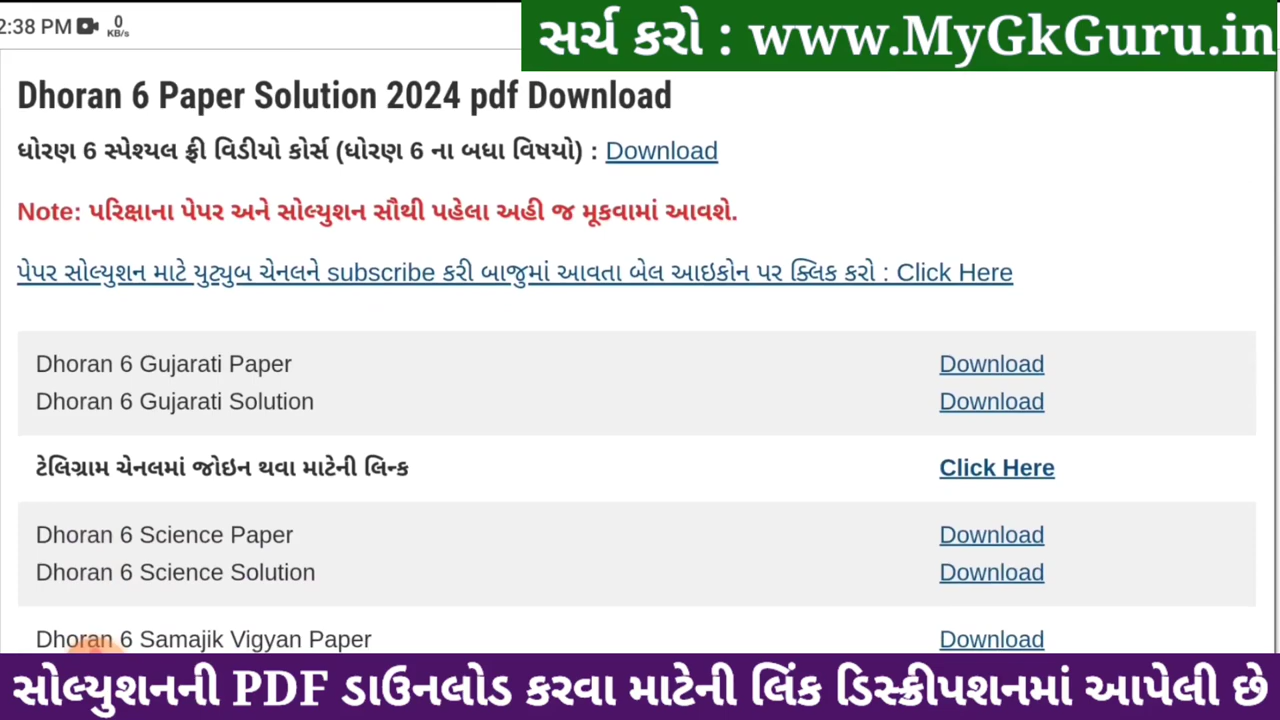 2:38 PM 0 KB/s
સર્ચ કરો : www.MyGkGuru.in
Dhoran 6 Paper Solution 2024 pdf Download
ધોરણ 6 સ્પેશ્યલ ફ્રી વિડીયો કોર્સ (ધોરણ 6 ના બધા વિષયો) : Download
Note: પરિક્ષાના પેપર અને સોલ્યુશન સૌથી પહેલા અહી જ મૂકવામાં આવશે.
પેપર સોલ્યુશન માટે યુટ્યુબ ચેનલને subscribe કરી બાજુમાં આવતા બેલ આઇકોન પર ક્લિક કરો : Click Here
Dhoran 6 Gujarati Paper Download
Dhoran 6 Gujarati Solution Download
ટેલિગ્રામ ચેનલમાં જોઇન થવા માટેની લિન્ક Click Here
Dhoran 6 Science Paper Download
Dhoran 6 Science Solution Download
Dhoran 6 Samajik Vigyan Paper Download
સોલ્યુશનની PDF ડાઉનલોડ કરવા માટેની લિંક ડિસ્ક્રીપશનમાં આપેલી છે